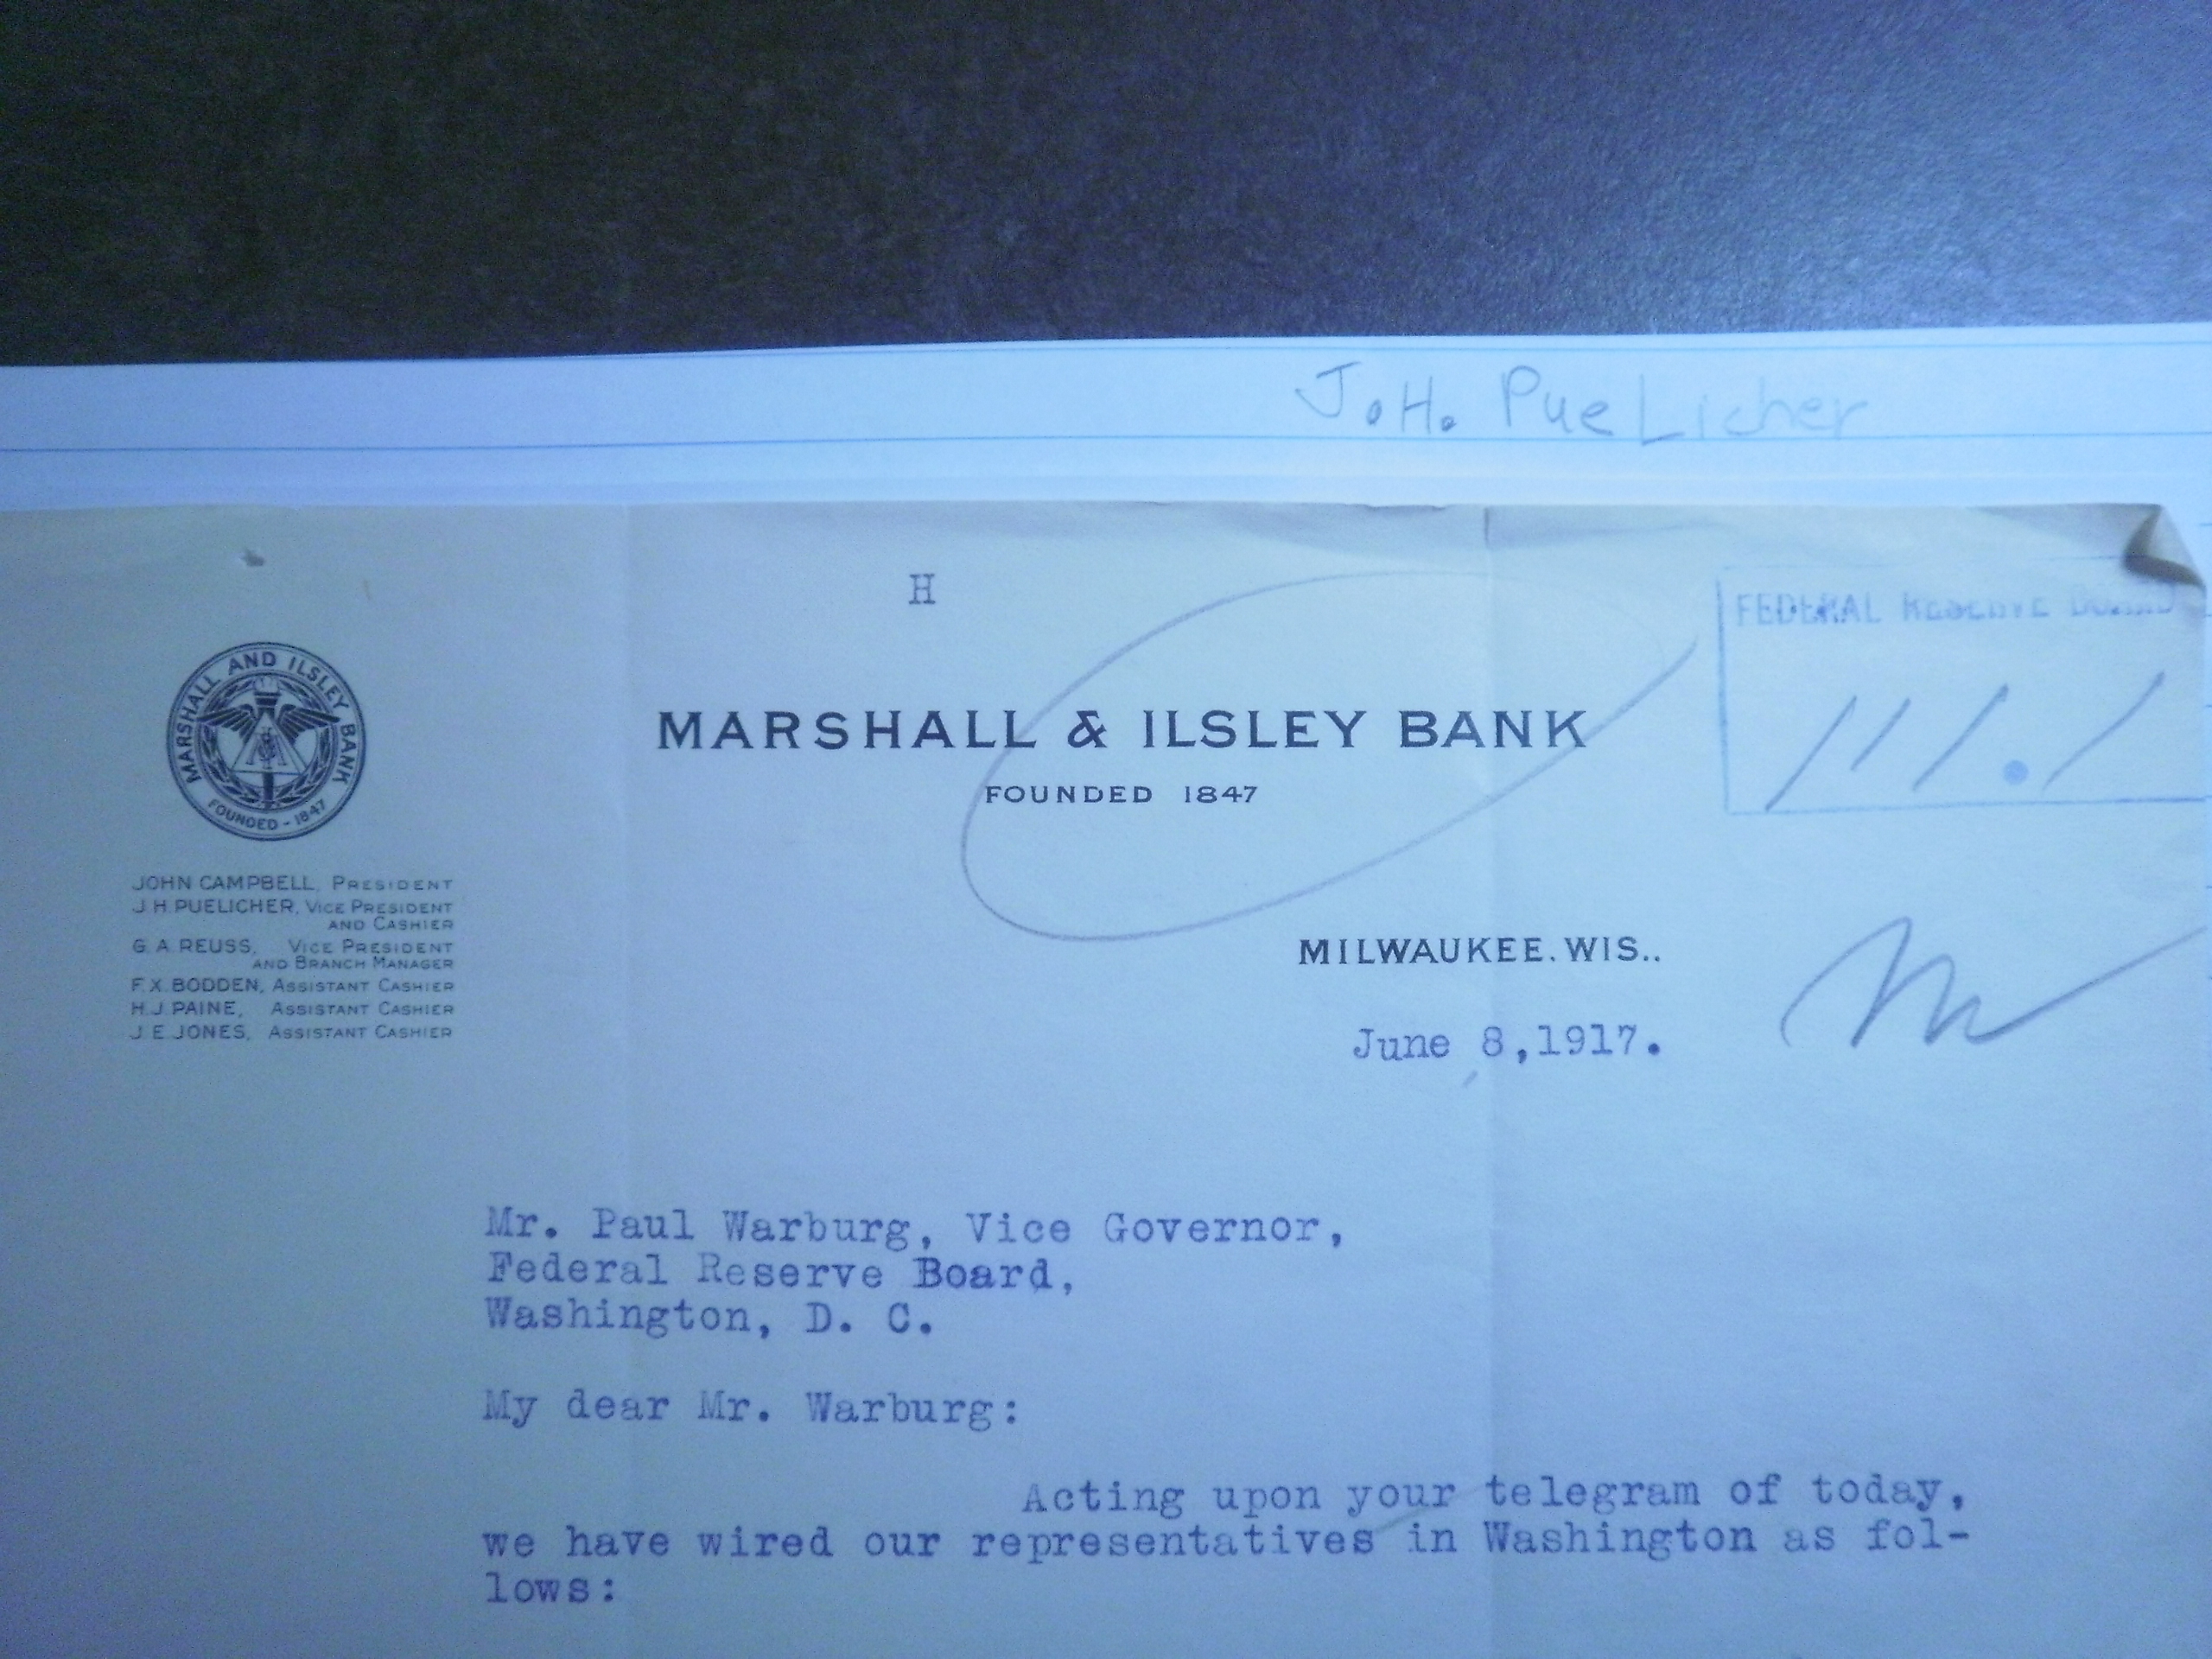 J.H. PueLicher
H
FEDERAL RESERVE BOARD
111.1
MARSHALL AND ILSLEY BANK
FOUNDED - 1847
MARSHALL & ILSLEY BANK
FOUNDED 1847
JOHN CAMPBELL, PRESIDENT
J.H. PUELICHER, VICE PRESIDENT
AND CASHIER
G.A. REUSS, VICE PRESIDENT
AND BRANCH MANAGER
F.X. BODDEN, ASSISTANT CASHIER
H.J. PAINE, ASSISTANT CASHIER
J.E. JONES, ASSISTANT CASHIER
MILWAUKEE. WIS..
June 8,1917.
Mr. Paul Warburg, Vice Governor,
Federal Reserve Board,
Washington, D. C.
My dear Mr. Warburg:
Acting upon your telegram of today,
we have wired our representatives in Washington as fol-
lows: